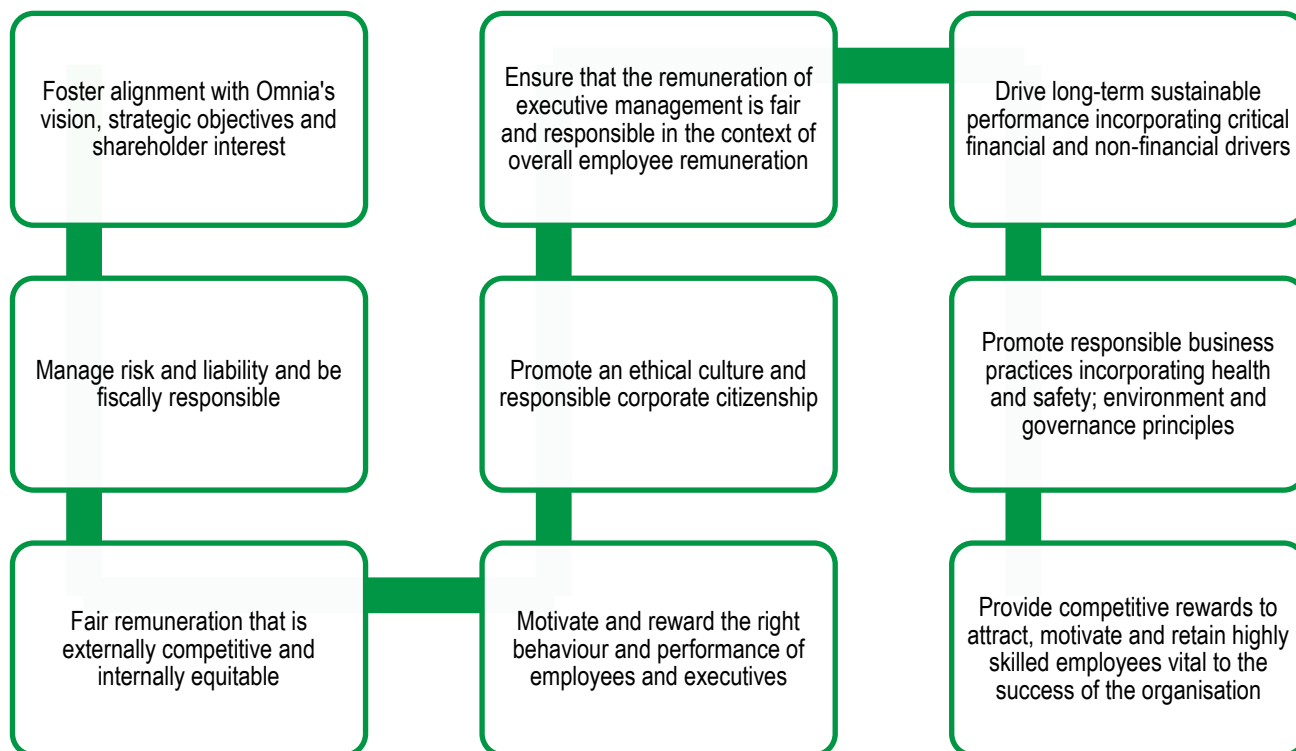 Foster alignment with Omnia's
vision, strategic objectives and
shareholder interest
Manage risk and liability and be
fiscally responsible
Fair remuneration that is
externally competitive and
internally equitable
Motivate and reward the right
behaviour and performance of
employees and executives
Promote an ethical culture and
responsible corporate citizenship
Ensure that the remuneration of
executive management is fair
and responsible in the context of
overall employee remuneration
Drive long-term sustainable
performance incorporating critical
financial and non-financial drivers
Promote responsible business
practices incorporating health
and safety; environment and
governance principles
Provide competitive rewards to
attract, motivate and retain highly
skilled employees vital to the
success of the organisation